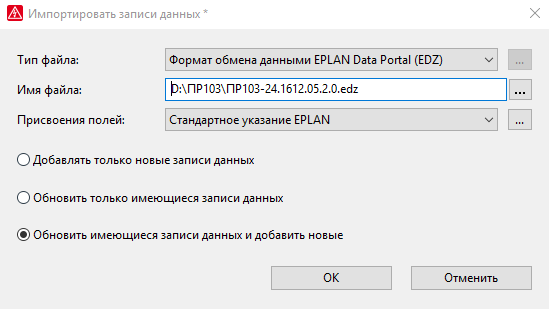 Импортировать записи данных *
Тип файла: Формат обмена данными EPLAN Data Portal (EDZ) ...
Имя файла: D:\ПР103\ПР103-24.1612.05.2.0.edz ...
Присвоения полей: Стандартное указание EPLAN ...
Добавлять только новые записи данных
Обновить только имеющиеся записи данных
Обновить имеющиеся записи данных и добавить новые
ОК Отменить